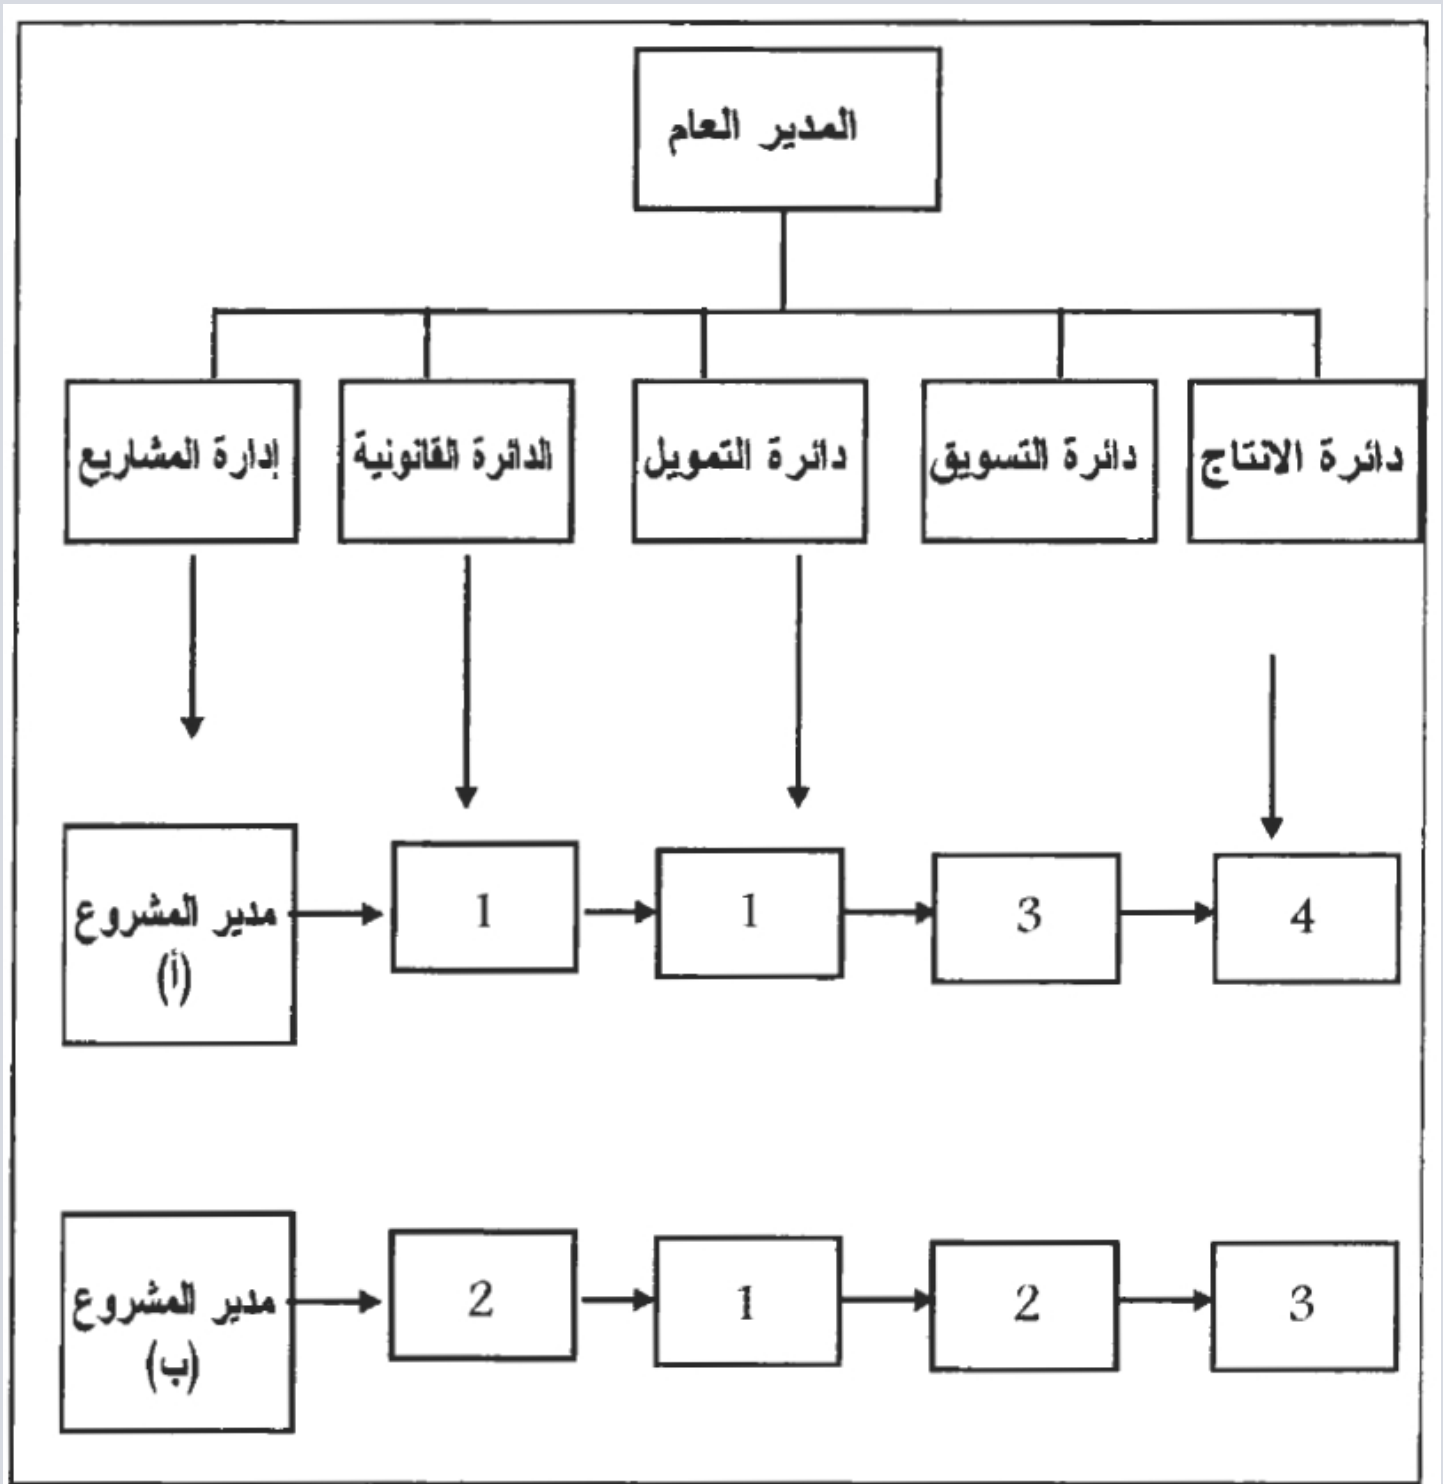 المدير العام
دائرة الانتاج
دائرة التسويق
دائرة التمويل
الدائرة القانونية
إدارة المشاريع
مدير المشروع
(أ)
1
1
3
4
مدير المشروع
(ب)
2
1
2
3